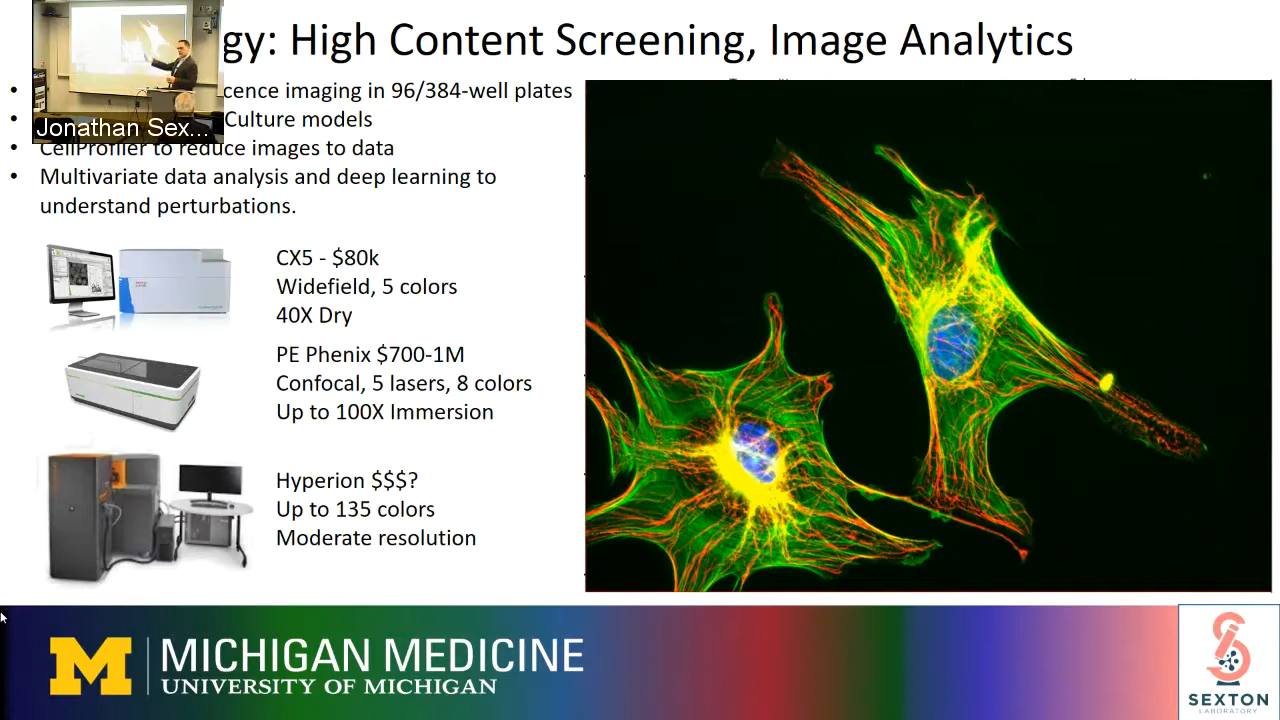 gy: High Content Screening, Image Analytics
cence imaging in 96/384-well plates
Culture models
CellProfiler to reduce images to data
Multivariate data analysis and deep learning to
understand perturbations.
Jonathan Sex...
CX5 - $80k
Widefield, 5 colors
40X Dry
PE Phenix $700-1M
Confocal, 5 lasers, 8 colors
Up to 100X Immersion
Hyperion $$$?
Up to 135 colors
Moderate resolution
M
MICHIGAN MEDICINE
UNIVERSITY OF MICHIGAN
SEXTON
LABORATORY